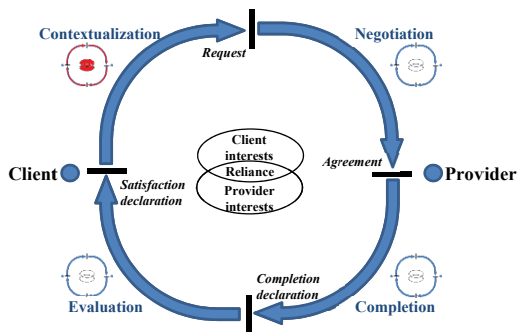 Contextualization
Negotiation
Request
Client
interests
Reliance
Provider
interests
Agreement
Client
Provider
Satisfaction
declaration
Completion
declaration
Evaluation
Completion